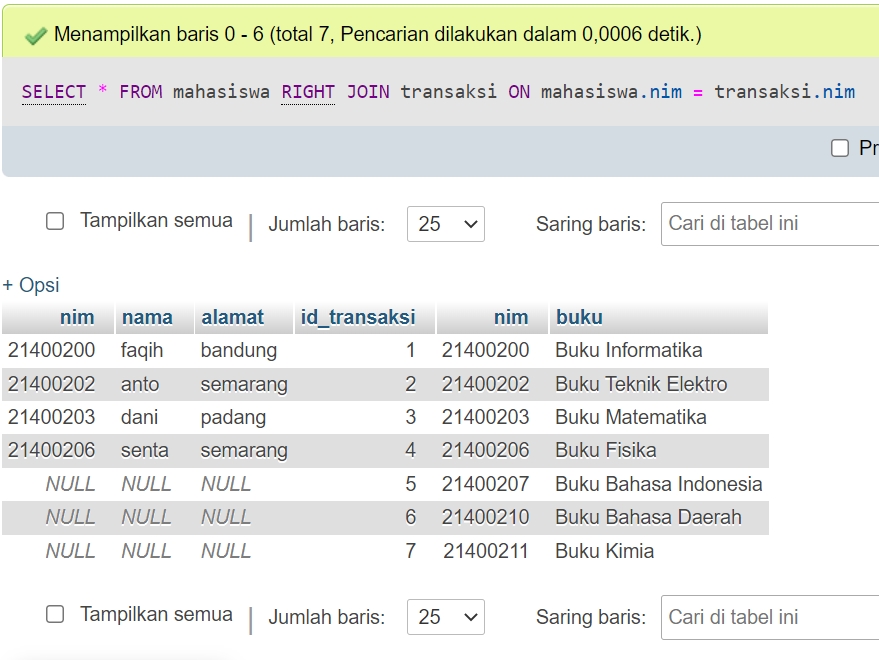 Menampilkan baris 0 - 6 (total 7, Pencarian dilakukan dalam 0,0006 detik.)
SELECT * FROM mahasiswa RIGHT JOIN transaksi ON mahasiswa.nim = transaksi.nim
Pr
Tampilkan semua | Jumlah baris: 25 Saring baris: Cari di tabel ini
+ Opsi
nim nama alamat id_transaksi nim buku
21400200 faqih bandung 1 21400200 Buku Informatika
21400202 anto semarang 2 21400202 Buku Teknik Elektro
21400203 dani padang 3 21400203 Buku Matematika
21400206 senta semarang 4 21400206 Buku Fisika
NULL NULL NULL 5 21400207 Buku Bahasa Indonesia
NULL NULL NULL 6 21400210 Buku Bahasa Daerah
NULL NULL NULL 7 21400211 Buku Kimia
Tampilkan semua | Jumlah baris: 25 Saring baris: Cari di tabel ini